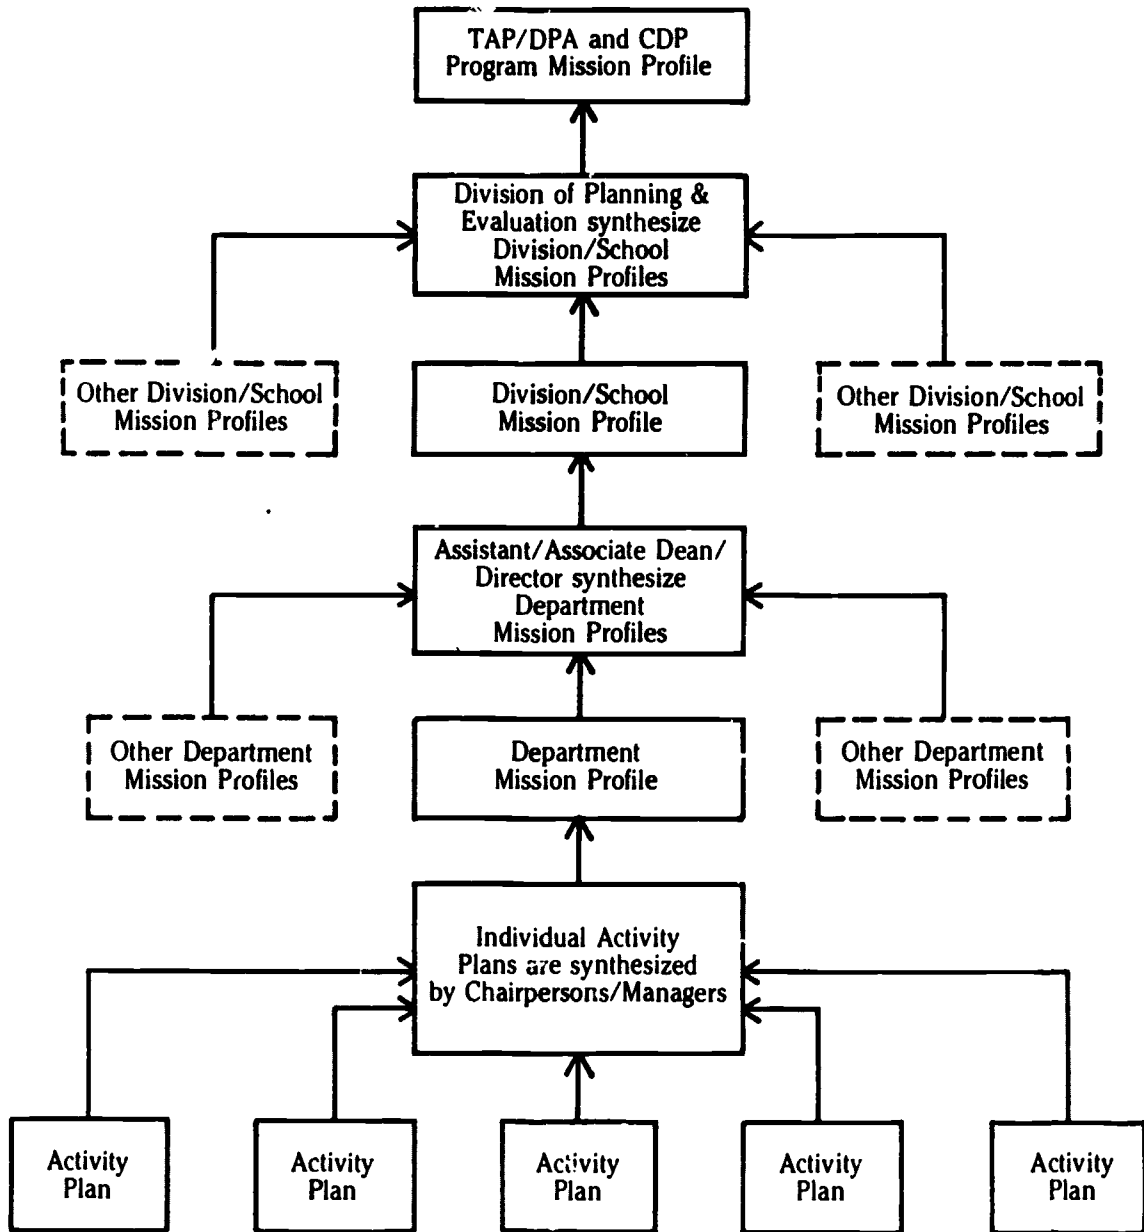 TAP/DPA and CDP
Program Mission Profile
Division of Planning &
Evaluation synthesize
Division/School
Mission Profiles
Other Division/School
Mission Profiles
Division/School
Mission Profile
Other Division/School
Mission Profiles
Assistant/Associate Dean/
Director synthesize
Department
Mission Profiles
Other Department
Mission Profiles
Department
Mission Profile
Other Department
Mission Profiles
Individual Activity
Plans are synthesized
by Chairpersons/Managers
Activity
Plan
Activity
Plan
Activity
Plan
Activity
Plan
Activity
Plan